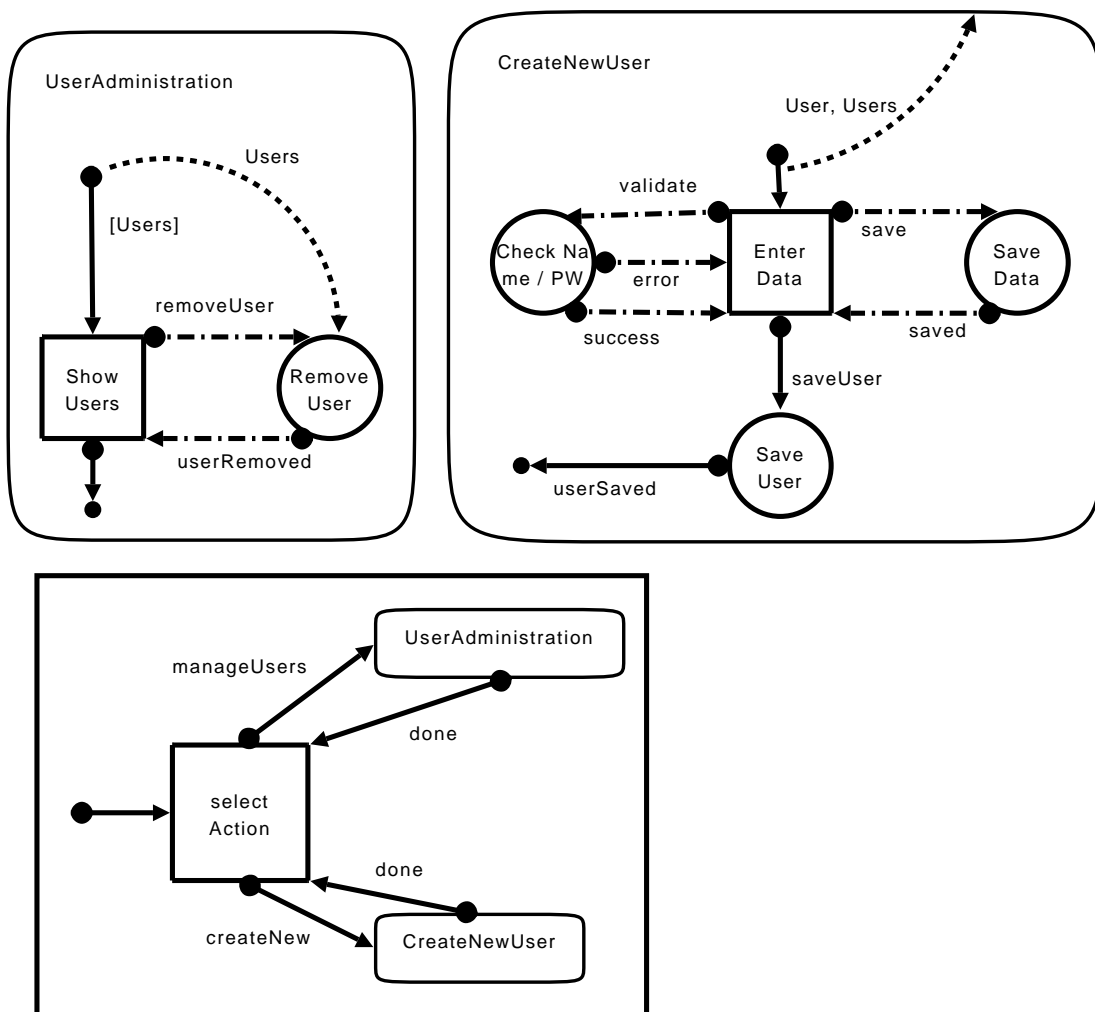 UserAdministration
Users
[Users]
removeUser
Show
Users
Remove
User
userRemoved
CreateNewUser
User, Users
validate
Check Na
me / PW
error
success
Enter
Data
save
Save
Data
saved
saveUser
Save
User
userSaved
UserAdministration
manageUsers
done
select
Action
done
createNew
CreateNewUser